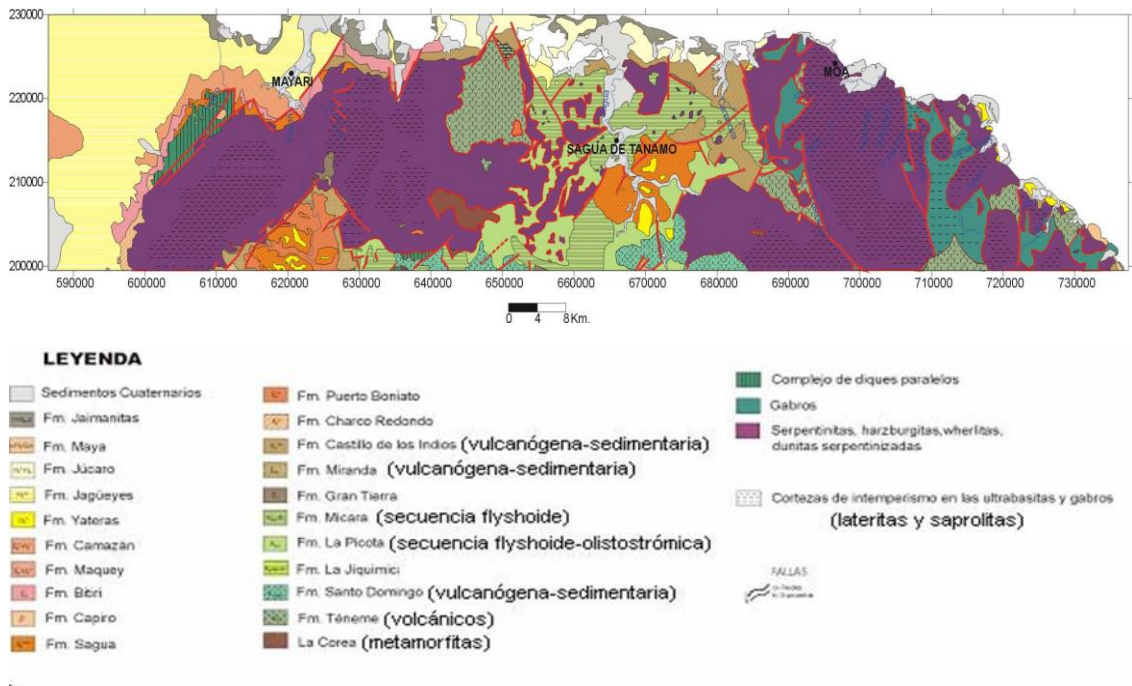 230000
220000
210000
200000
MAYARI
SAGUA DE TANAMO
MOA
590000 600000 610000 620000 630000 640000 650000 660000 670000 680000 690000 700000 710000 720000 730000
0 4 8Km.
LEYENDA
Sedimentos Cuaternarios
Fm. Jaimanitas
Fm. Maya
Fm. Júcaro
Fm. Jagüeyes
Fm. Yateras
Fm. Camazán
Fm. Maquey
Fm. Bitiri
Fm. Capiro
Fm. Sagua
Fm. Puerto Boniato
Fm. Charco Redondo
Fm. Castillo de los Indios (vulcanógena-sedimentaria)
Fm. Miranda (vulcanógena-sedimentaria)
Fm. Gran Tierra
Fm. Micara (secuencia flyshoide)
Fm. La Picota (secuencia flyshoide-olistostrómica)
Fm. La Jiquimica
Fm. Santo Domingo (vulcanógena-sedimentaria)
Fm. Téneme (volcánicos)
La Corea (metamorfitas)
Complejo de diques paralelos
Gabros
Serpentinitas, harzburgitas,wherlitas,
dunitas serpentinizadas
Cortezas de intemperismo en las ultrabasitas y gabros
(lateritas y saprolitas)
FALLAS